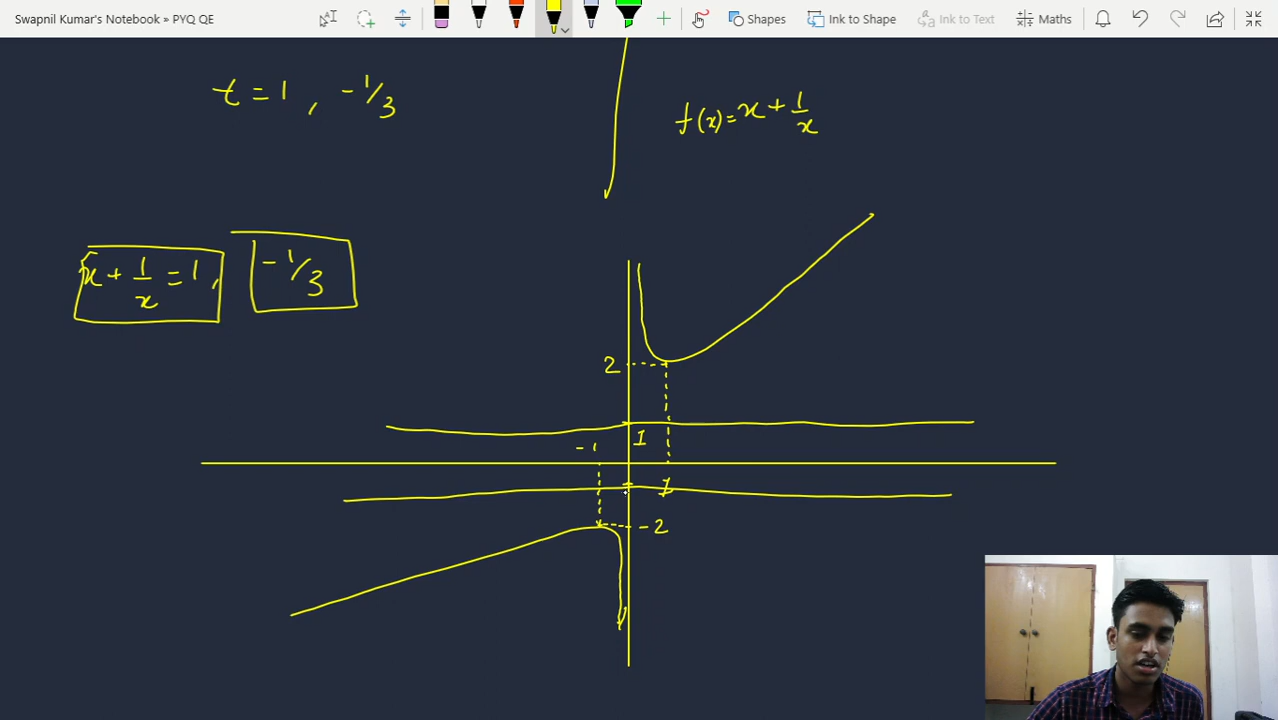 Swapnil Kumar's Notebook » PYQ QE
Shapes
Ink to Shape
Ink to Text
Maths
t = 1 , -1/3
f(x) = x + 1/x
x + 1/x = 1 , -1/3
2
1
-1
1
-2